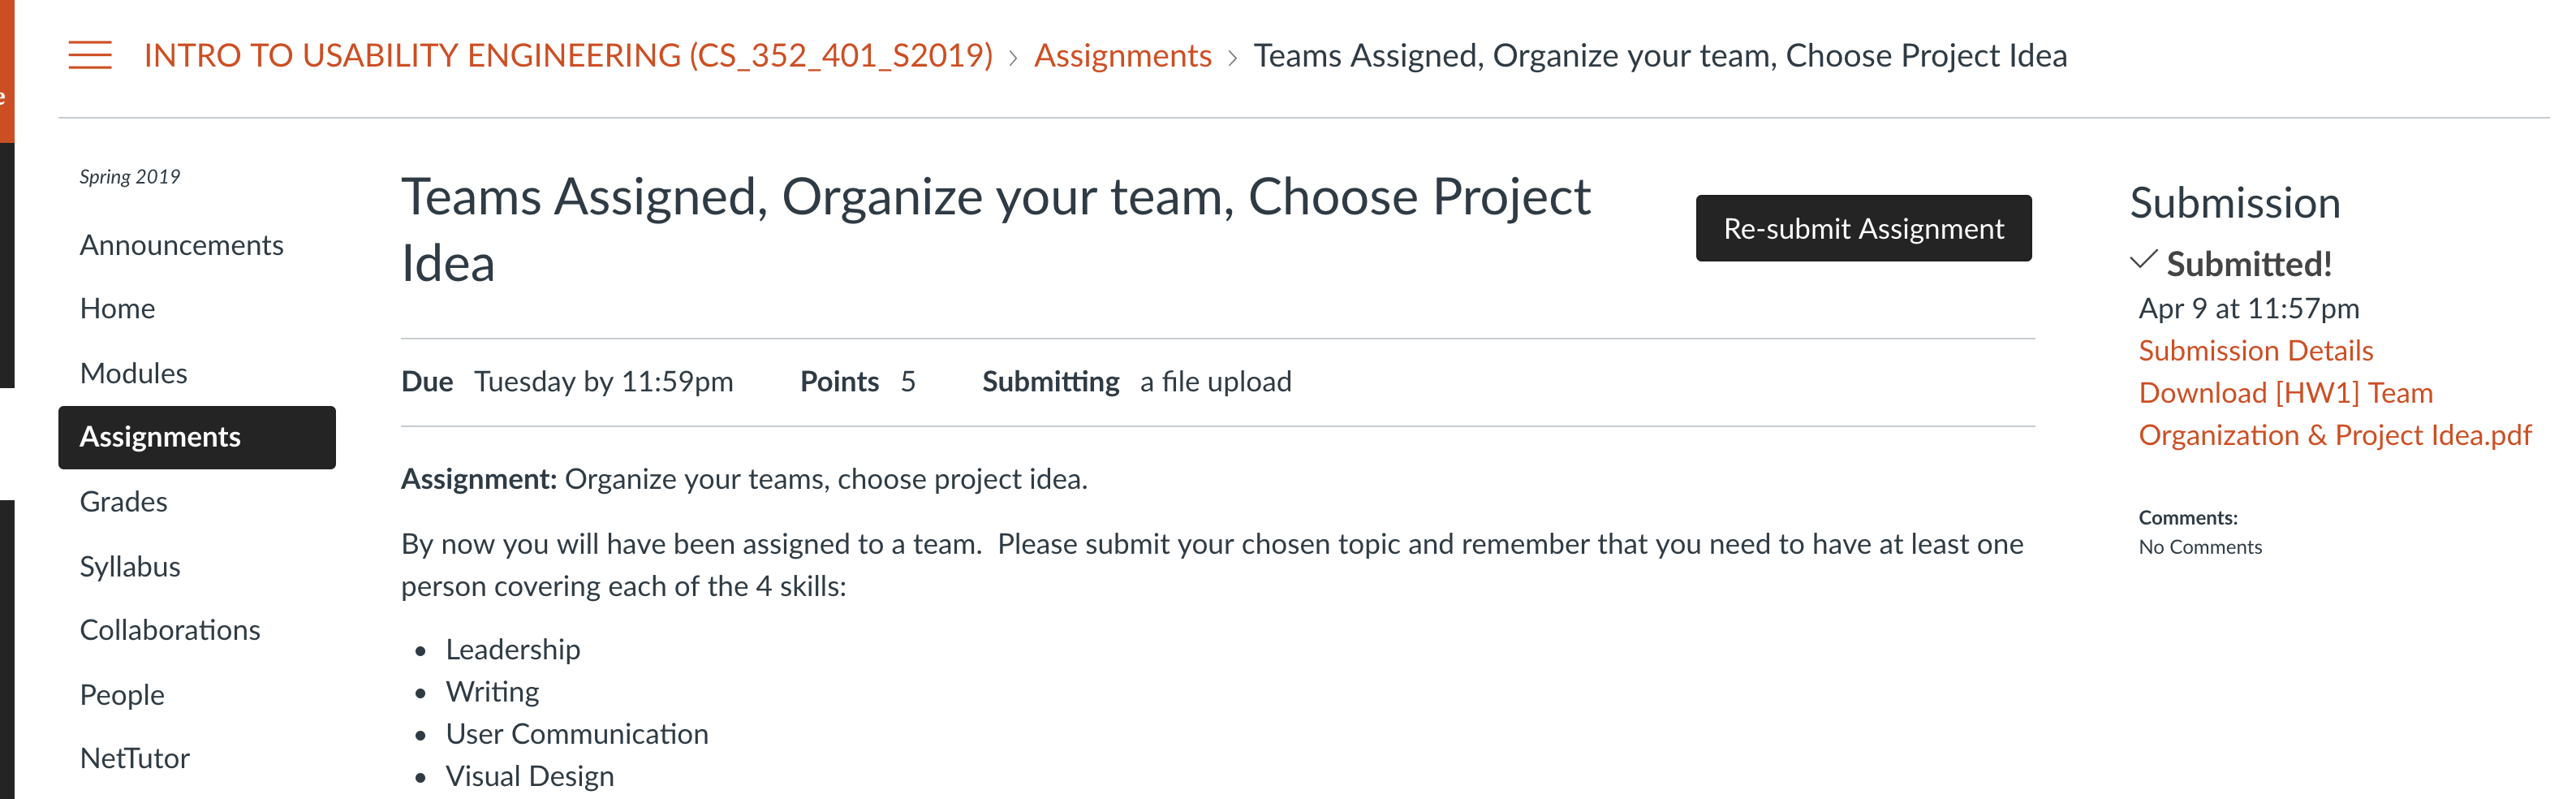 INTRO TO USABILITY ENGINEERING (CS_352_401_S2019) › Assignments › Teams Assigned, Organize your team, Choose Project Idea
e
Spring 2019
Announcements
Home
Modules
Assignments
Grades
Syllabus
Collaborations
People
NetTutor
Teams Assigned, Organize your team, Choose Project
Idea
Re-submit Assignment
Due Tuesday by 11:59pm Points 5 Submitting a file upload
Assignment: Organize your teams, choose project idea.
By now you will have been assigned to a team. Please submit your chosen topic and remember that you need to have at least one
person covering each of the 4 skills:
• Leadership
• Writing
• User Communication
• Visual Design
Submission
✓ Submitted!
Apr 9 at 11:57pm
Submission Details
Download [HW1] Team
Organization & Project Idea.pdf
Comments:
No Comments